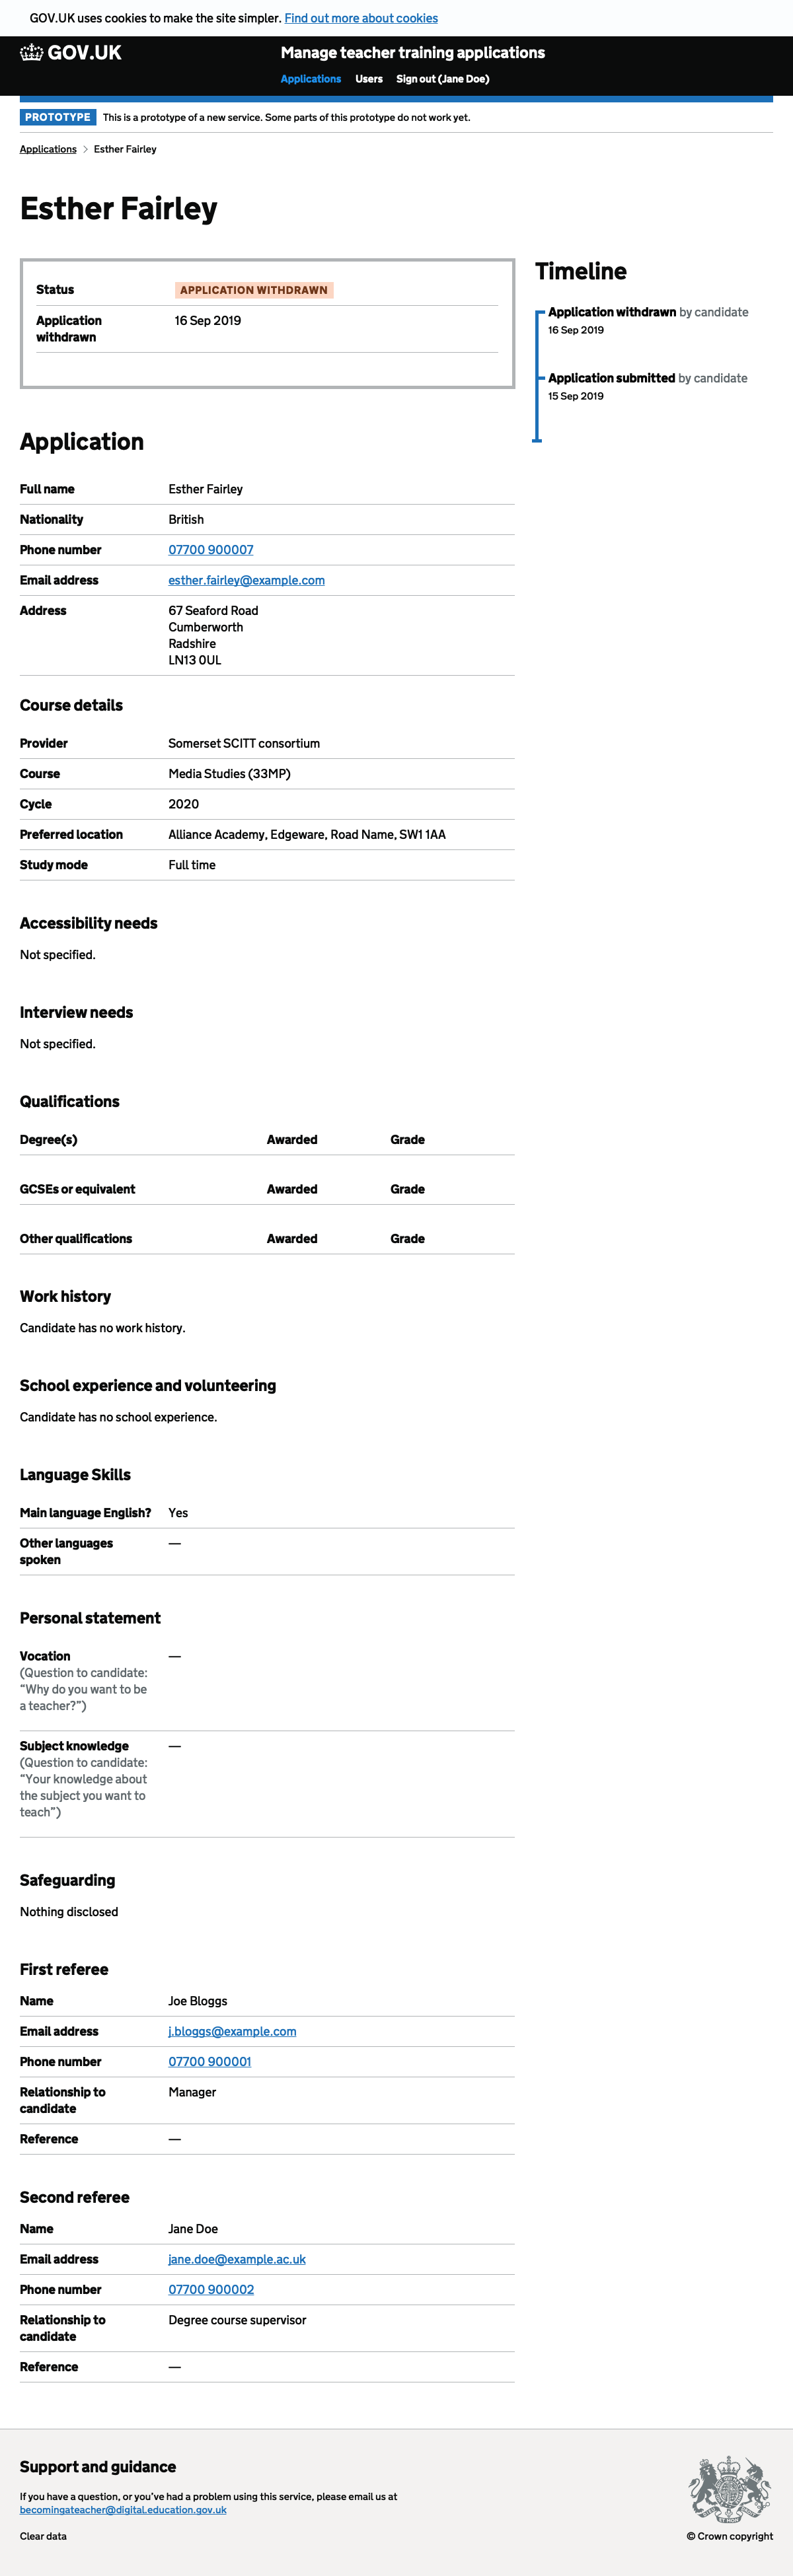 GOV.UK uses cookies to make the site simpler. Find out more about cookies
GOV.UK
Manage teacher training applications
Applications Users Sign out (Jane Doe)
PROTOTYPE This is a prototype of a new service. Some parts of this prototype do not work yet.
Applications > Esther Fairley
Esther Fairley
Status APPLICATION WITHDRAWN
Application withdrawn 16 Sep 2019
Timeline
Application withdrawn by candidate
16 Sep 2019
Application submitted by candidate
15 Sep 2019
Application
Full name Esther Fairley
Nationality British
Phone number 07700 900007
Email address esther.fairley@example.com
Address 67 Seaford Road
Cumberworth
Radshire
LN13 0UL
Course details
Provider Somerset SCITT consortium
Course Media Studies (33MP)
Cycle 2020
Preferred location Alliance Academy, Edgeware, Road Name, SW1 1AA
Study mode Full time
Accessibility needs
Not specified.
Interview needs
Not specified.
Qualifications
Degree(s) Awarded Grade
GCSEs or equivalent Awarded Grade
Other qualifications Awarded Grade
Work history
Candidate has no work history.
School experience and volunteering
Candidate has no school experience.
Language Skills
Main language English? Yes
Other languages —
spoken
Personal statement
Vocation —
(Question to candidate:
“Why do you want to be
a teacher?”)
Subject knowledge —
(Question to candidate:
“Your knowledge about
the subject you want to
teach”)
Safeguarding
Nothing disclosed
First referee
Name Joe Bloggs
Email address j.bloggs@example.com
Phone number 07700 900001
Relationship to Manager
candidate
Reference —
Second referee
Name Jane Doe
Email address jane.doe@example.ac.uk
Phone number 07700 900002
Relationship to Degree course supervisor
candidate
Reference —
Support and guidance
If you have a question, or you’ve had a problem using this service, please email us at
becomingateacher@digital.education.gov.uk
Clear data
© Crown copyright